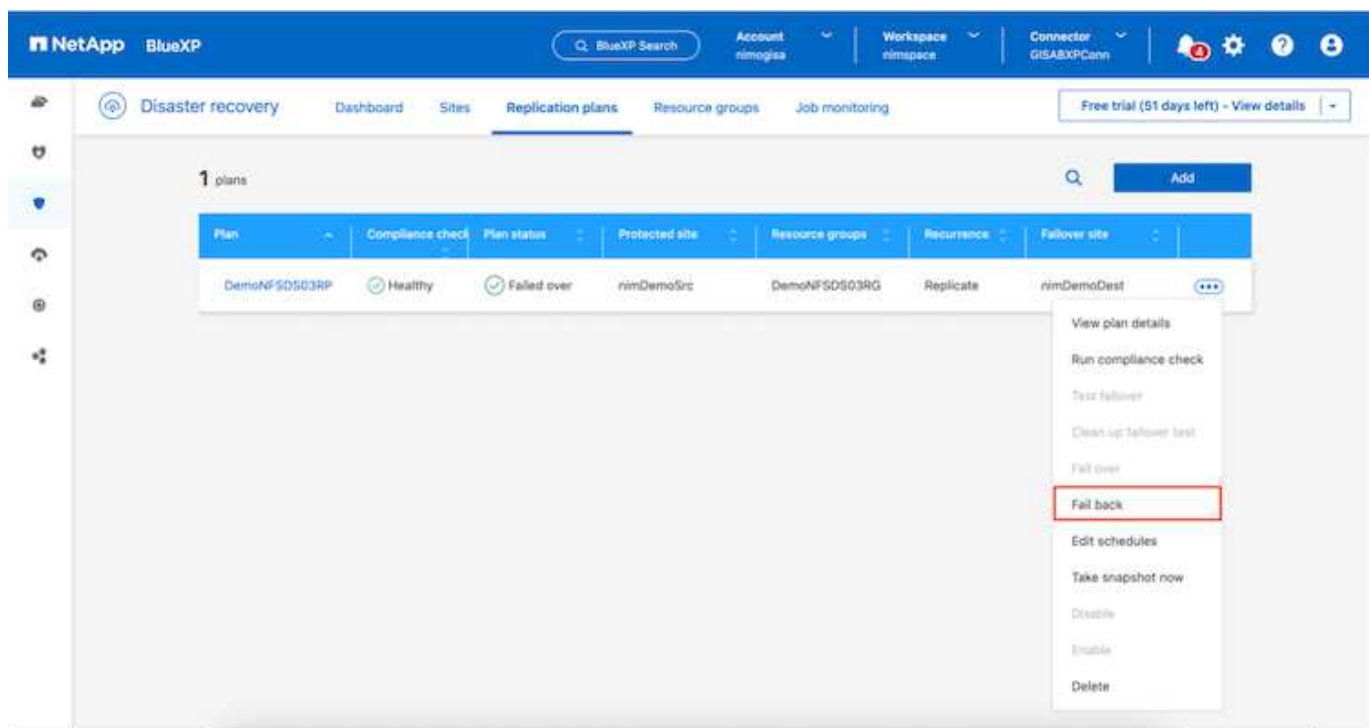 NetApp BlueXP BlueXP Search Account Workspace Connector
nimogisa nimspace GISABXPConn 4
Disaster recovery Dashboard Sites Replication plans Resource groups Job monitoring Free trial (51 days left) - View details
1 plans Add
Plan Compliance check Plan status Protected site Resource groups Recurrence Failover site
DemoNFSDS03RP Healthy Failed over nimDemoSrc DemoNFSDS03RG Replicate nimDemoDest
View plan details
Run compliance check
Test failover
Clean up failover test
Fail over
Fail back
Edit schedules
Take snapshot now
Disable
Enable
Delete